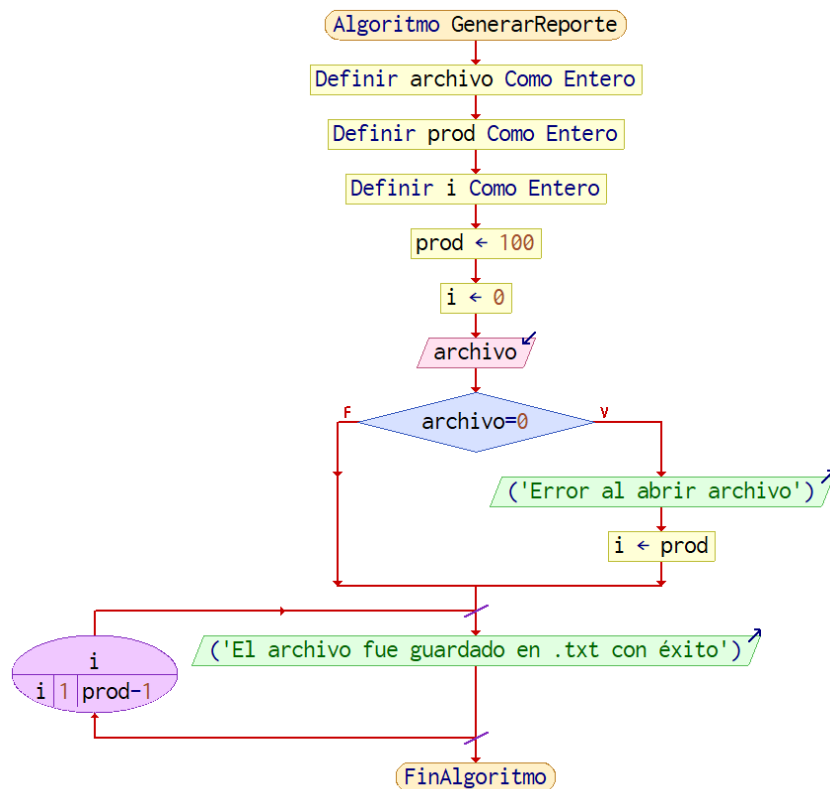 Algoritmo GenerarReporte
Definir archivo Como Entero
Definir prod Como Entero
Definir i Como Entero
prod ← 100
i ← 0
archivo
archivo=0
F
V
('Error al abrir archivo')
i ← prod
('El archivo fue guardado en .txt con éxito')
i
i 1 prod-1
FinAlgoritmo